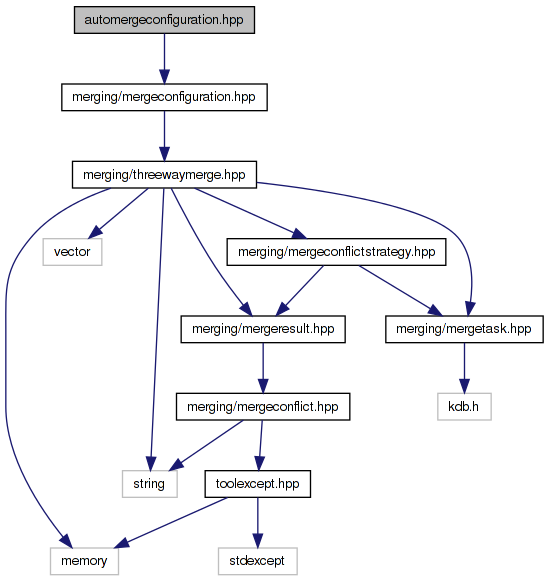 automergeconfiguration.hpp
merging/mergeconfiguration.hpp
merging/threewaymerge.hpp
vector
merging/mergeconflictstrategy.hpp
merging/mergeresult.hpp
merging/mergetask.hpp
merging/mergeconflict.hpp
kdb.h
string
toolexcept.hpp
memory
stdexcept